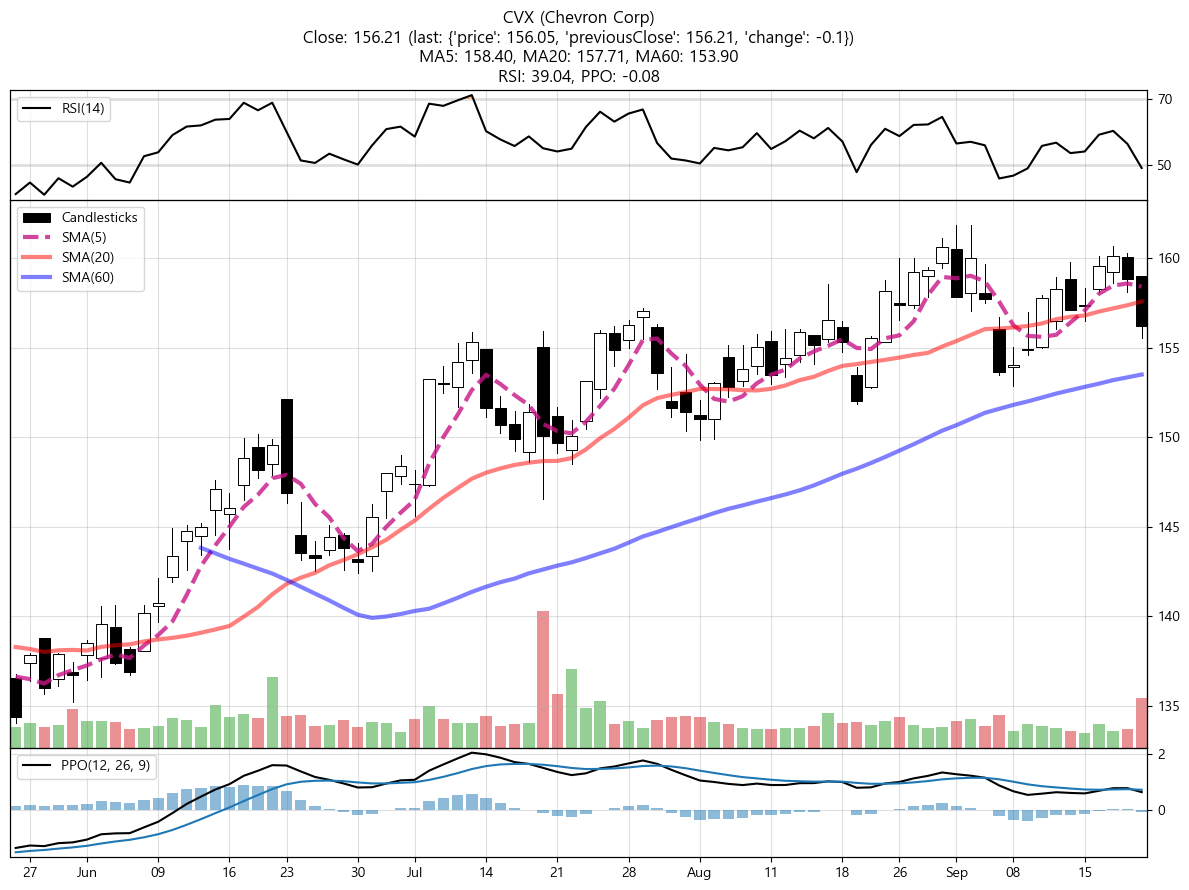 CVX (Chevron Corp)
Close: 156.21 (last: {'price': 156.05, 'previousClose': 156.21, 'change': -0.1})
MA5: 158.40, MA20: 157.71, MA60: 153.90
RSI: 39.04, PPO: -0.08
RSI(14)
70
50
Candlesticks
SMA(5)
SMA(20)
SMA(60)
160
155
150
145
140
135
PPO(12, 26, 9)
2
0
27 Jun 09 16 23 30 Jul 14 21 28 Aug 11 18 26 Sep 08 15